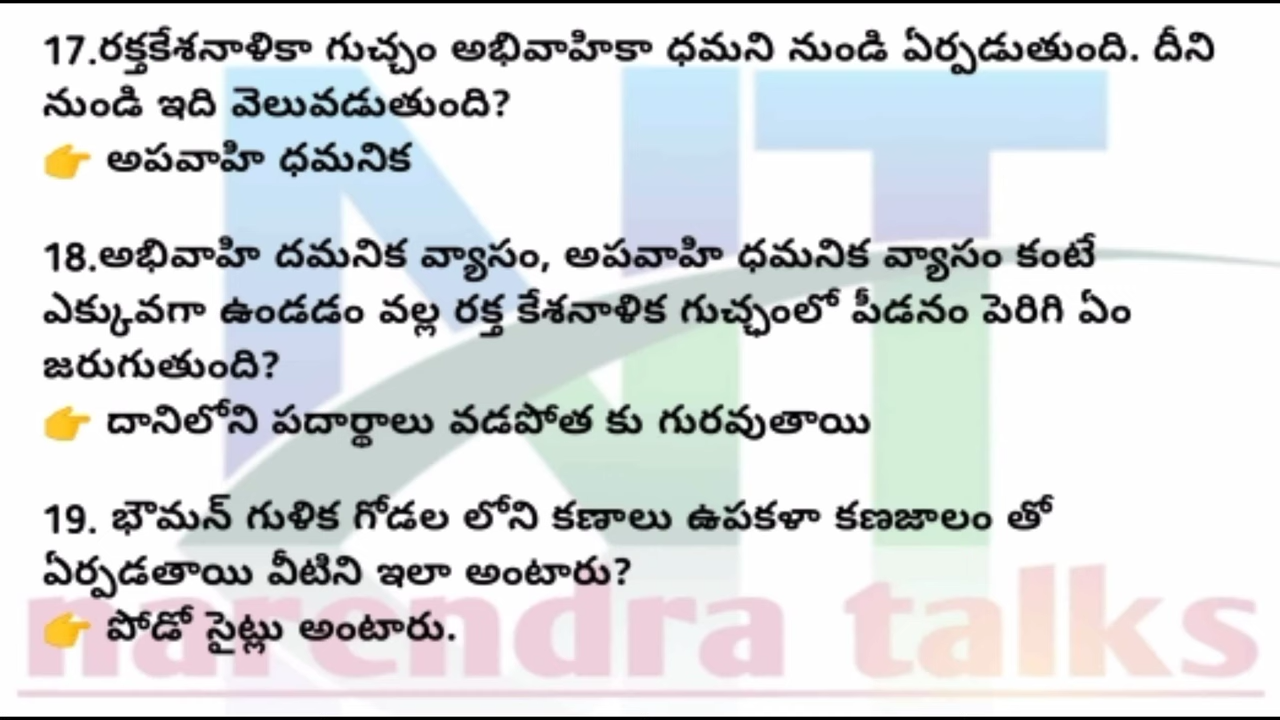 17.రక్తకేశనాళికా గుచ్చం అభివాహికా ధమని నుండి ఏర్పడుతుంది. దీని
నుండి ఇది వెలువడుతుంది?
👉 అపవాహి ధమనిక
18.అభివాహి దమనిక వ్యాసం, అపవాహి ధమనిక వ్యాసం కంటే
ఎక్కువగా ఉండడం వల్ల రక్త కేశనాళిక గుచ్ఛంలో పీడనం పెరిగి ఏం
జరుగుతుంది?
👉 దానిలోని పదార్థాలు వడపోత కు గురవుతాయి
19. భౌమన్ గుళిక గోడల లోని కణాలు ఉపకళా కణజాలం తో
ఏర్పడతాయి వీటిని ఇలా అంటారు?
👉 పోడో సైట్లు అంటారు.
NT
narendra talks